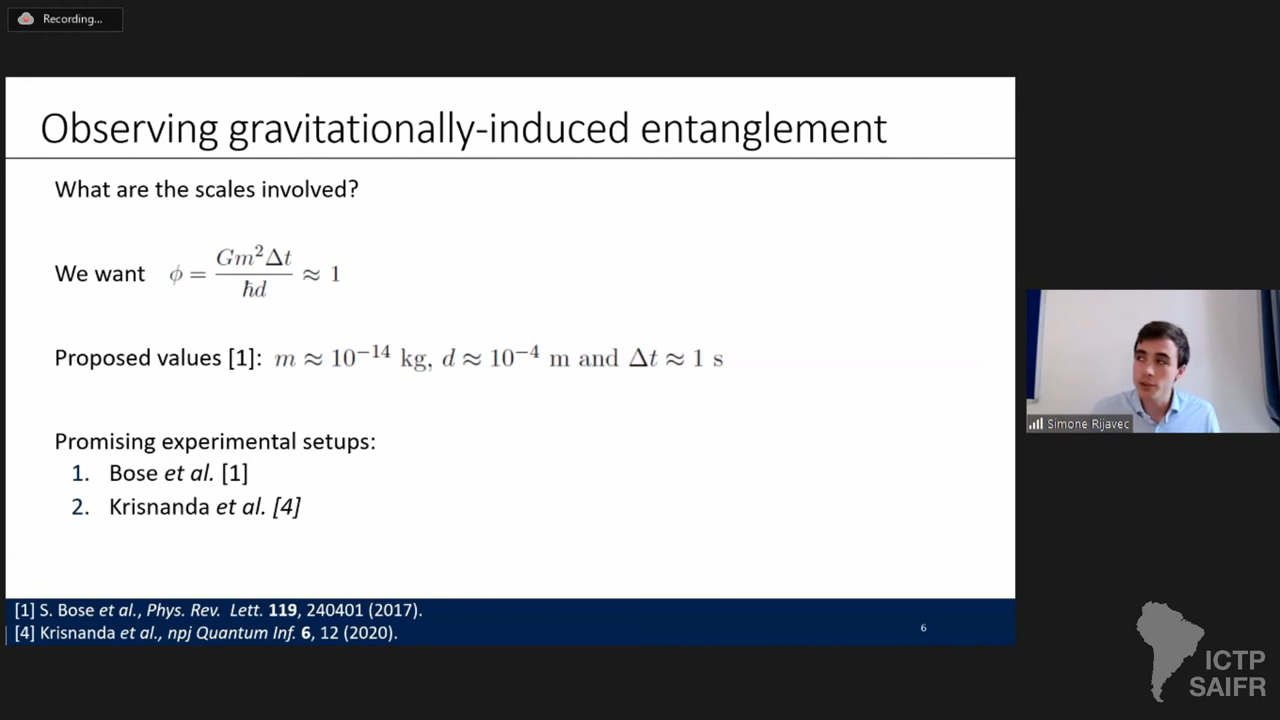 Recording...
Observing gravitationally-induced entanglement
What are the scales involved?
We want ϕ = Gm²Δt / ħd ≈ 1
Proposed values [1]: m ≈ 10⁻¹⁴ kg, d ≈ 10⁻⁴ m and Δt ≈ 1 s
Promising experimental setups:
1. Bose et al. [1]
2. Krisnanda et al. [4]
[1] S. Bose et al., Phys. Rev. Lett. 119, 240401 (2017).
[4] Krisnanda et al., npj Quantum Inf. 6, 12 (2020).
6
Simone Rijavec
ICTP
SAIFR